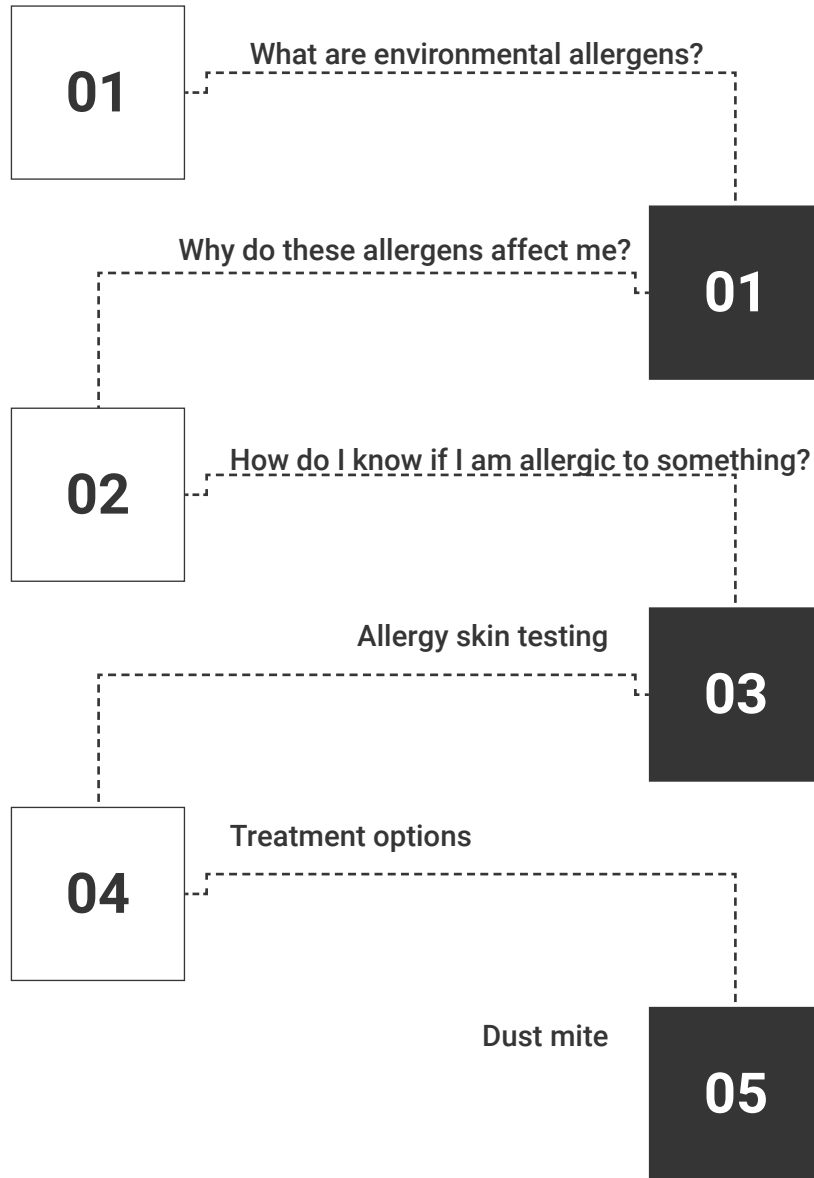 What are environmental allergens?
01
Why do these allergens affect me?
01
How do I know if I am allergic to something?
02
Allergy skin testing
03
Treatment options
04
Dust mite
05